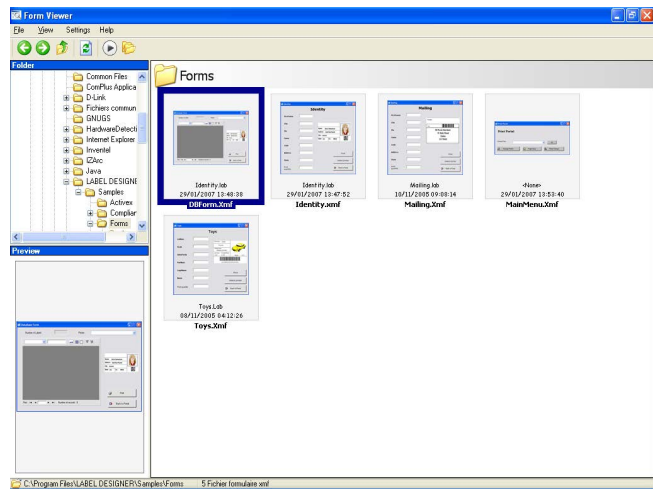 Form Viewer
File View Settings Help
Folder
Common Files
ComPlus Applica
D-Link
Fichiers commun
GNUGS
HardwareDetecti
Internet Explorer
Inventel
IZArc
Java
LABEL DESIGNE
Samples
Activex
Complian
Forms
Preview
Forms
Identity.lab
29/01/2007 13:48:38
DBForm.Xmf
Identity
Identity.lab
29/01/2007 13:47:52
Identity.xmf
Mailing
Mailing.lab
10/11/2005 09:08:14
Mailing.Xmf
<None>
29/01/2007 13:53:40
MainMenu.Xmf
Toys
Toys.Lab
08/11/2005 04:12:26
Toys.Xmf
C:\Program Files\LABEL DESIGNER\Samples\Forms 5 Fichier formulaire xmf